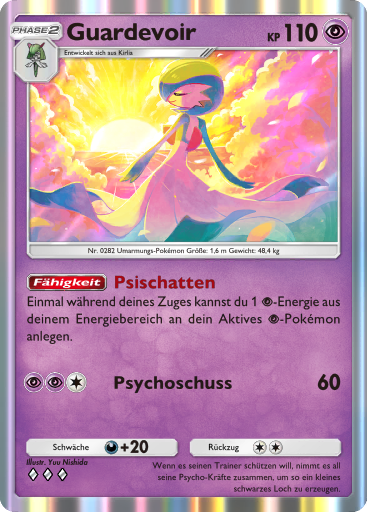 PHASE 2
Guardevoir
KP 110
Entwickelt sich aus Kirlia
Nr. 0282 Umarmungs-Pokémon Größe: 1,6 m Gewicht: 48,4 kg
Fähigkeit Psischatten
Einmal während deines Zuges kannst du 1 -Energie aus
deinem Energiebereich an dein Aktives -Pokémon
anlegen.
Psychoschuss 60
Schwäche +20 Rückzug
Illustr. Yuu Nishida
Wenn es seinen Trainer schützen will, nimmt es all
seine Psycho-Kräfte zusammen, um so ein kleines
schwarzes Loch zu erzeugen.